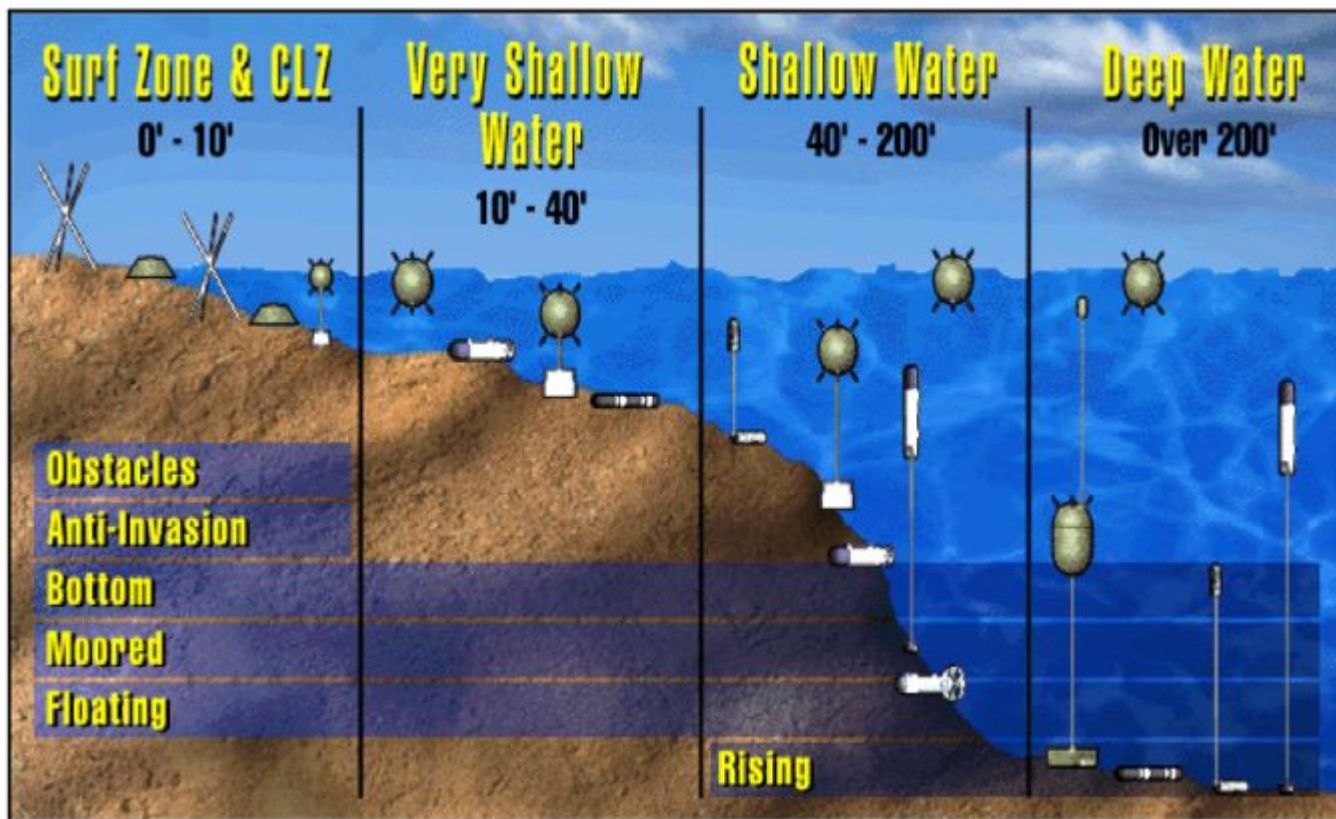 Surf Zone & CLZ
0' - 10'
Very Shallow
Water
10' - 40'
Shallow Water
40' - 200'
Deep Water
Over 200'
Obstacles
Anti-Invasion
Bottom
Moored
Floating
Rising